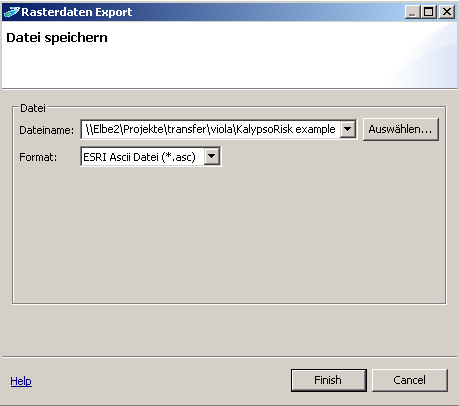 Rasterdaten Export
Datei speichern
Datei
Dateiname: \\Elbe2\Projekte\transfer\viola\KalypsoRisk example Auswählen...
Format: ESRI Ascii Datei (*.asc)
Help Finish Cancel